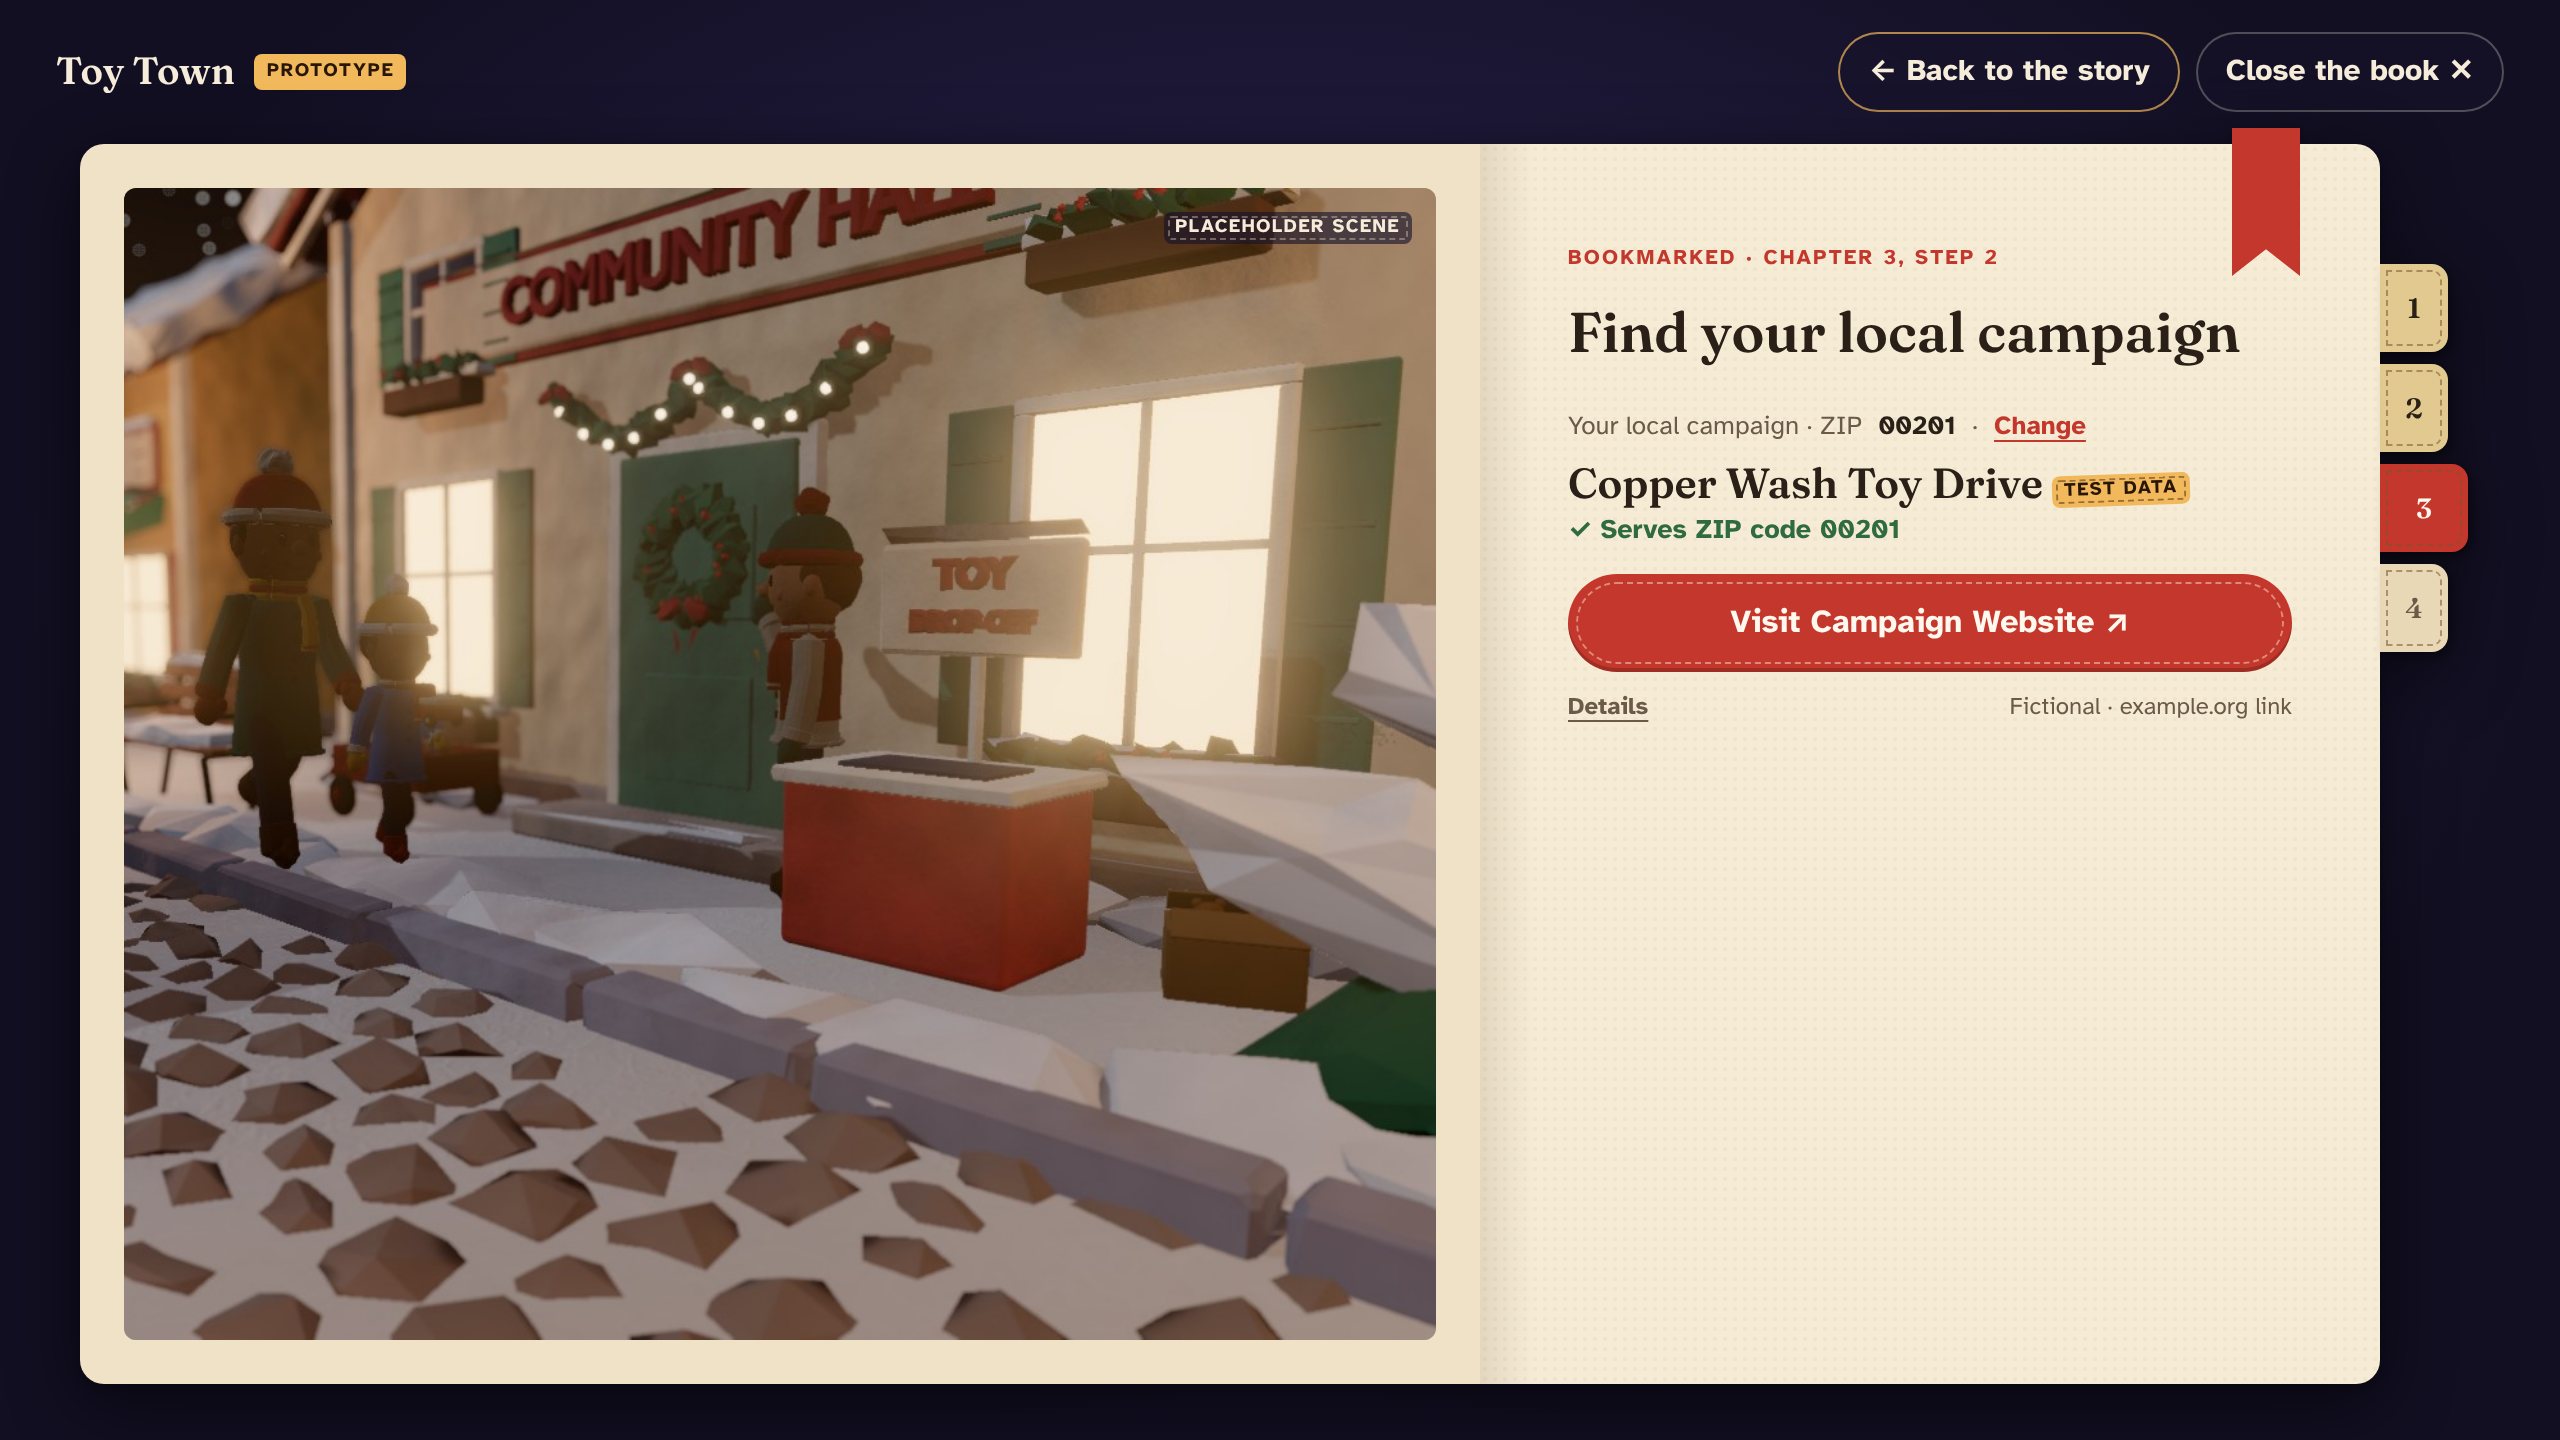 Toy Town PROTOTYPE
← Back to the story
Close the book ✕
COMMUNITY HALL
PLACEHOLDER SCENE
TOY
DROP-OFF
BOOKMARKED · CHAPTER 3, STEP 2
Find your local campaign
Your local campaign · ZIP 00201 · Change
Copper Wash Toy Drive TEST DATA
✓ Serves ZIP code 00201
Visit Campaign Website ↗
Details
Fictional · example.org link
1
2
3
4